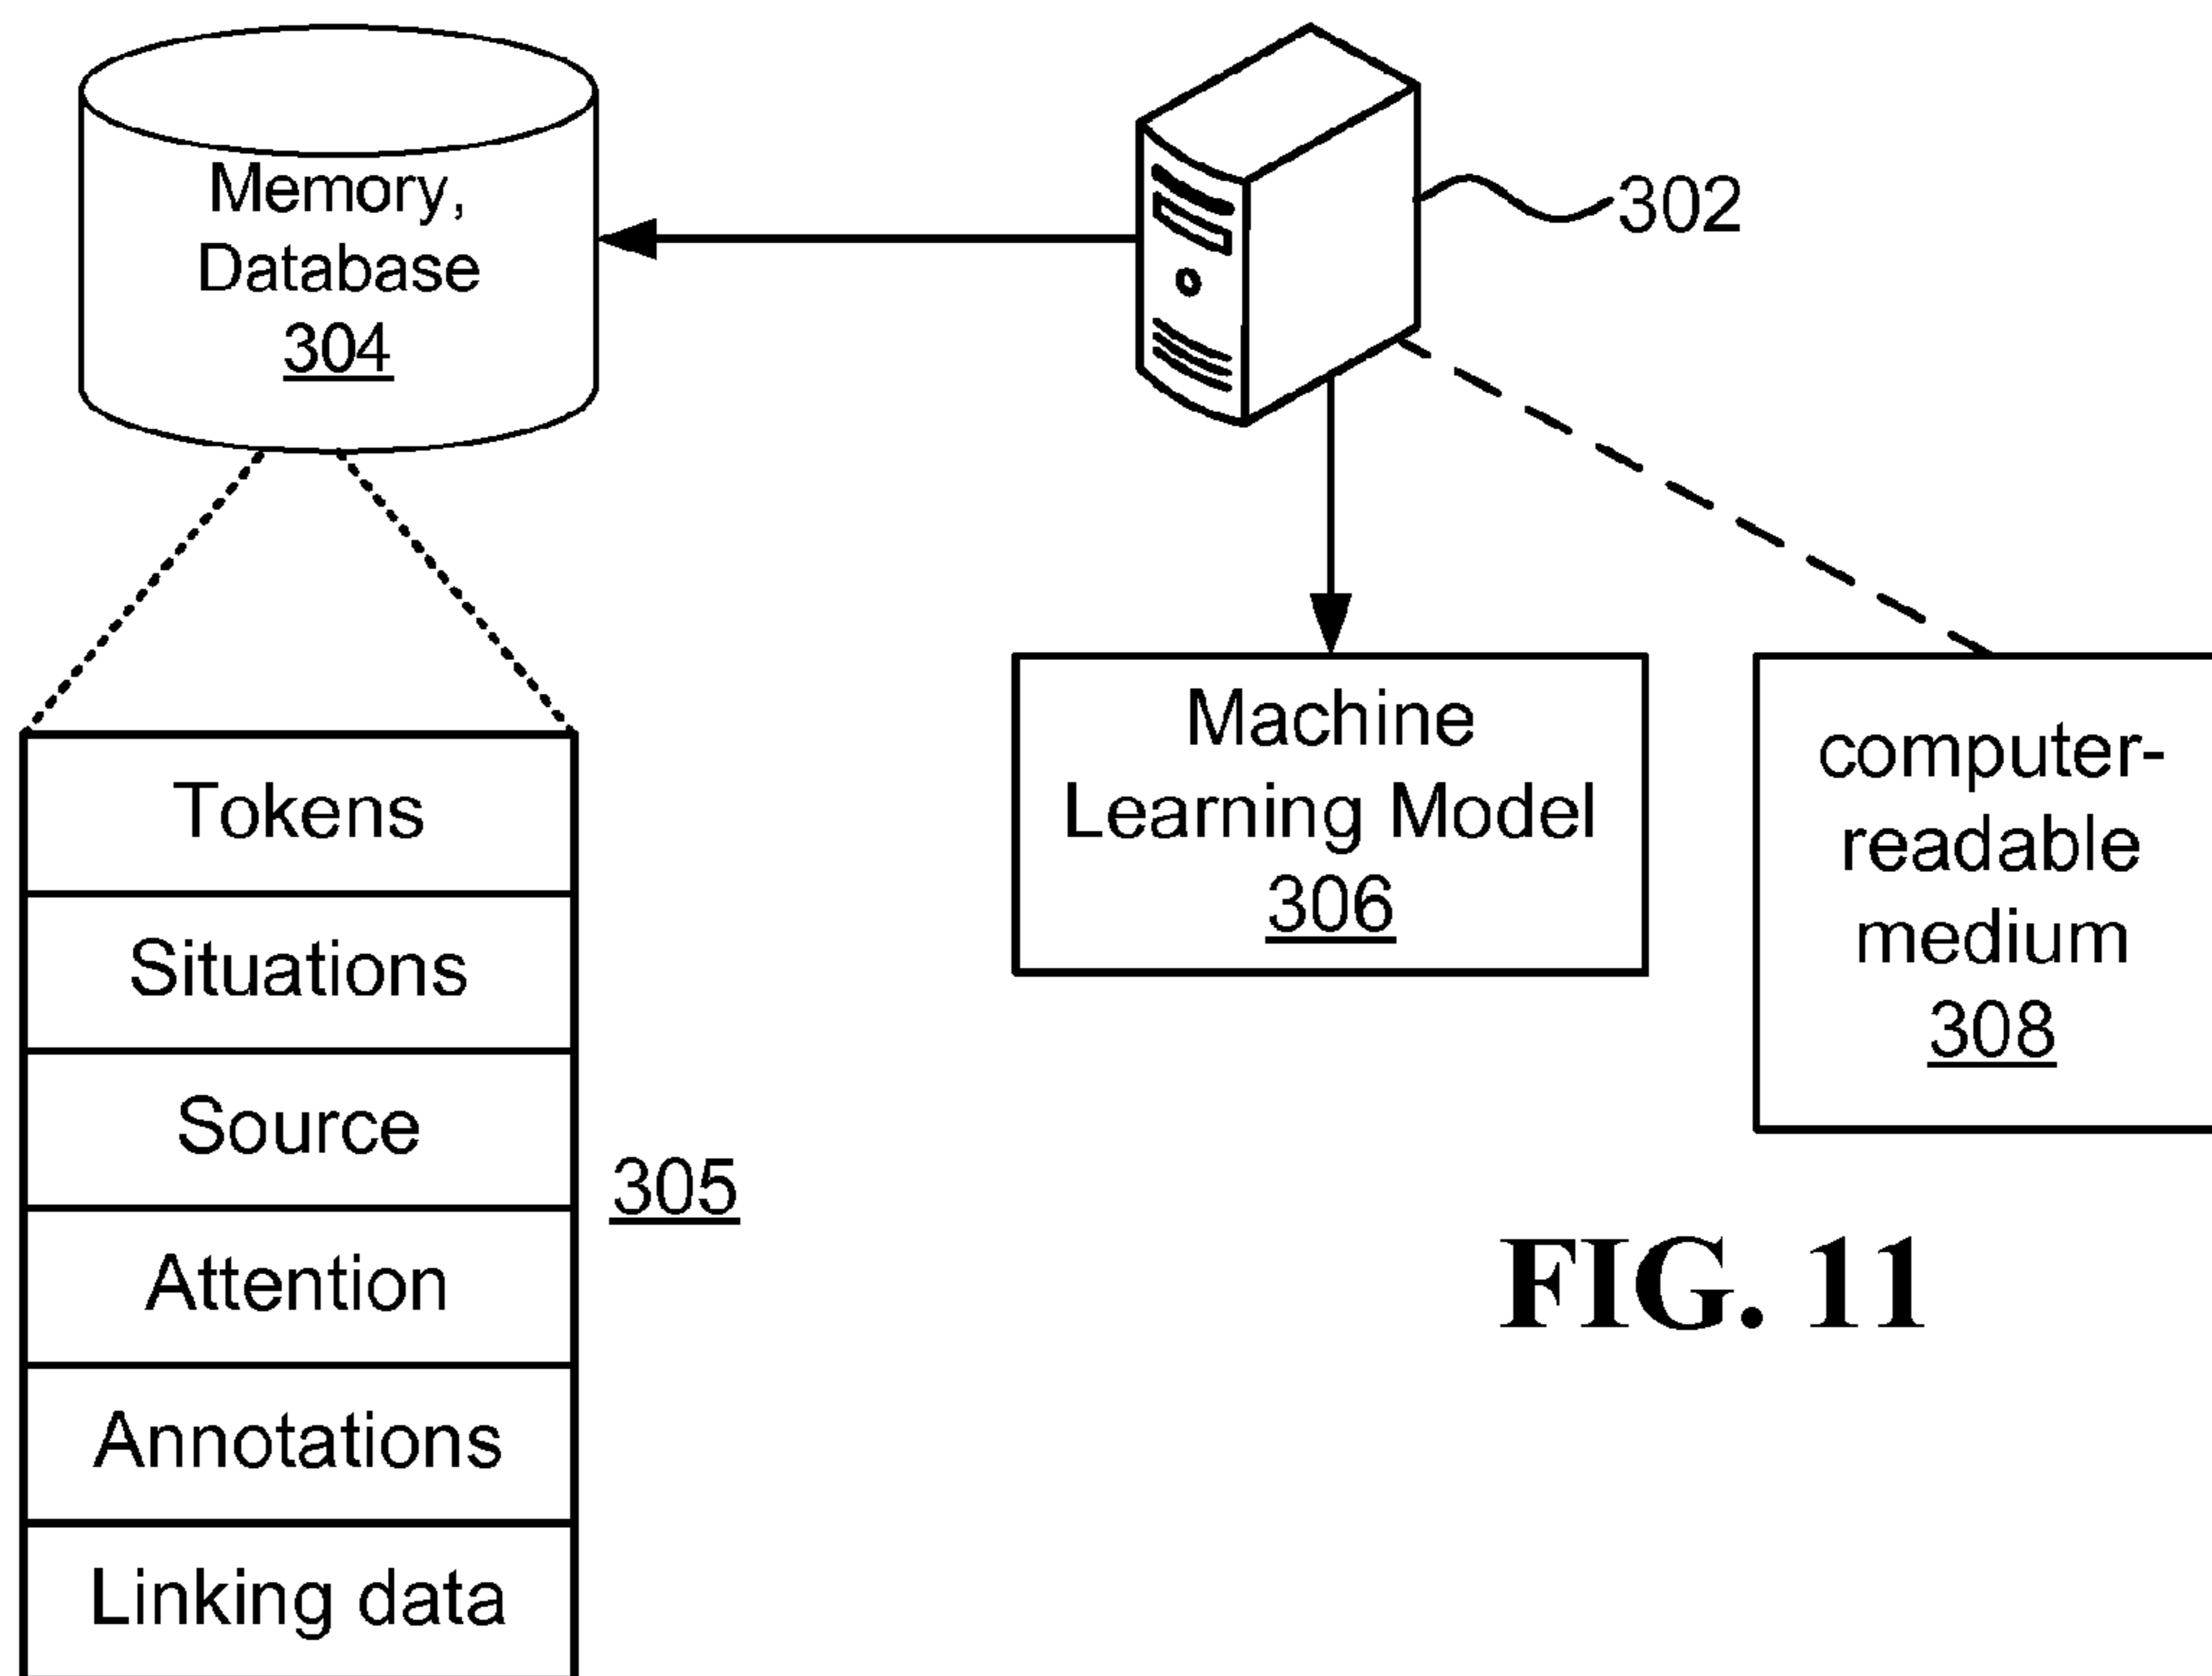 Memory,
Database
304
302
Machine
Learning Model
306
computer-
readable
medium
308
Tokens
Situations
Source
Attention
Annotations
Linking data
305
FIG. 11